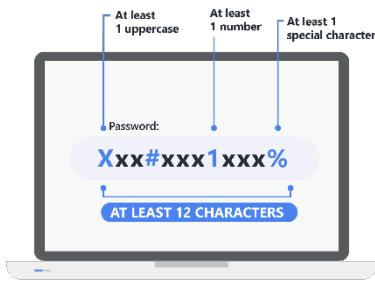 At least
1 uppercase
At least
1 number
At least 1
special character
Password:
Xxx#xxx1xxx%
AT LEAST 12 CHARACTERS